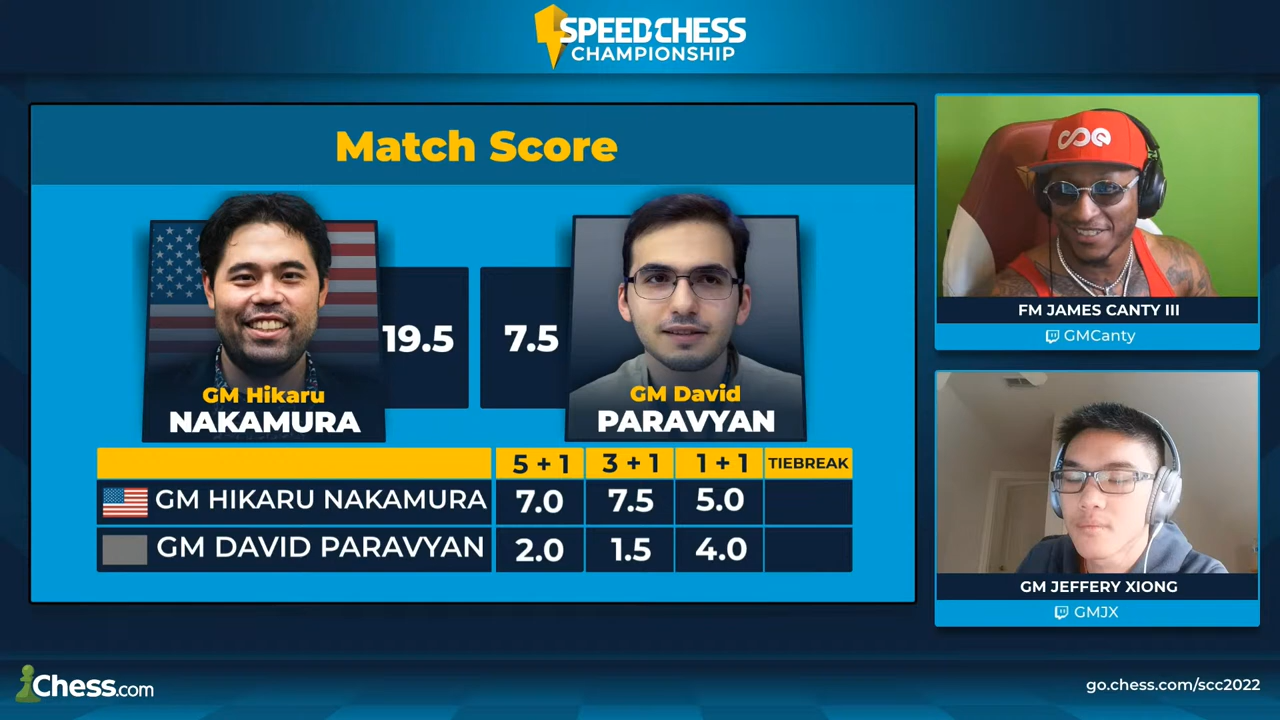 SPEED CHESS
CHAMPIONSHIP
Match Score
19.5
7.5
GM Hikaru
NAKAMURA
GM David
PARAVYAN
5 + 1 3 + 1 1 + 1 TIEBREAK
GM HIKARU NAKAMURA 7.0 7.5 5.0
GM DAVID PARAVYAN 2.0 1.5 4.0
FM JAMES CANTY III
GMCanty
GM JEFFERY XIONG
GMJX
Chess.com
go.chess.com/scc2022